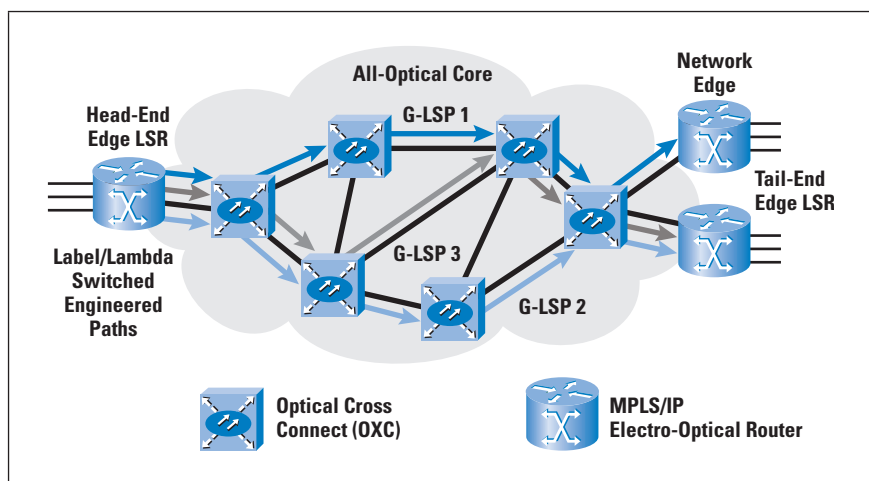 All-Optical Core
Network
Edge
Head-End
Edge LSR
G-LSP 1
Tail-End
Edge LSR
G-LSP 3
Label/Lambda
Switched
Engineered
Paths
G-LSP 2
Optical Cross
Connect (OXC)
MPLS/IP
Electro-Optical Router